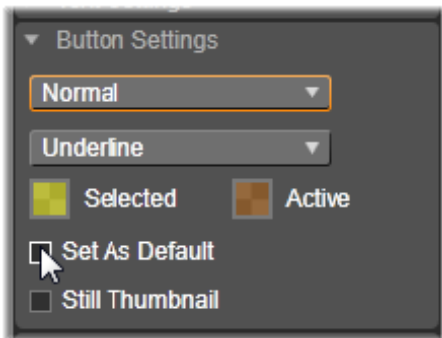 Button Settings
Normal
Underline
Selected Active
Set As Default
Still Thumbnail